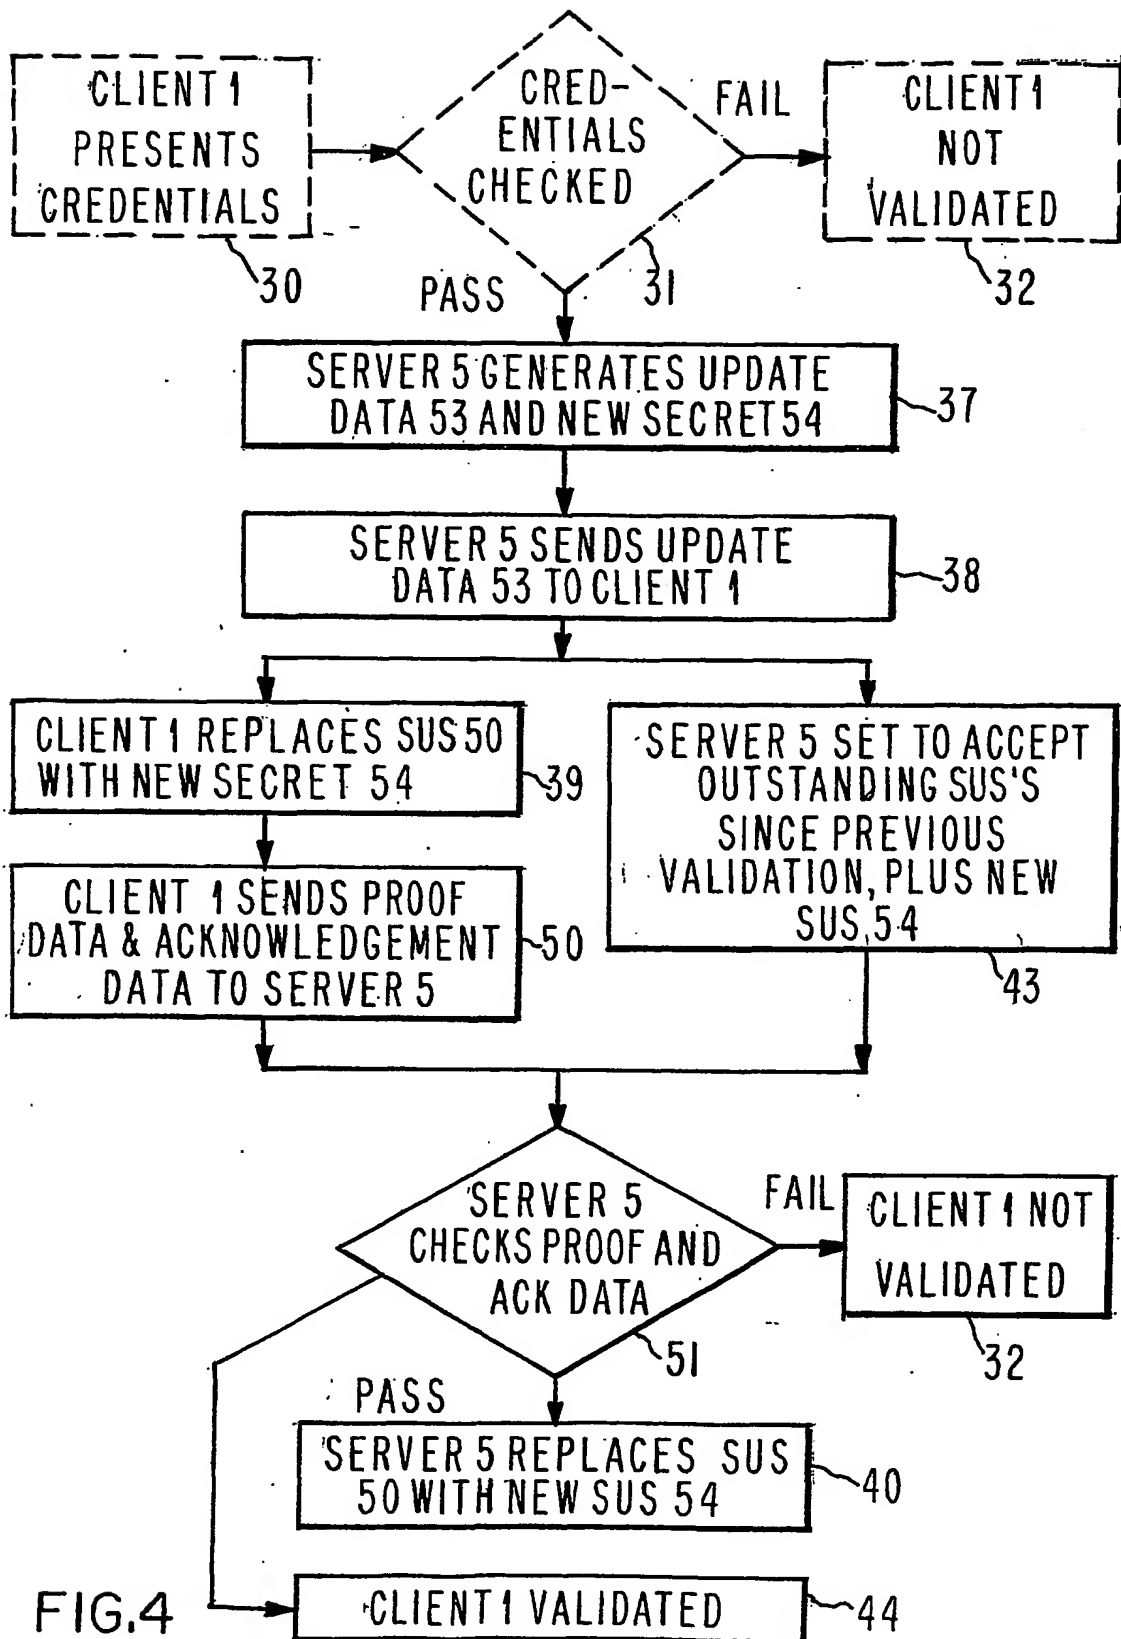 CLIENT 1
PRESENTS
CREDENTIALS
30
CRED-
ENTIALS
CHECKED
31
FAIL
CLIENT 1
NOT
VALIDATED
32
PASS
SERVER 5 GENERATES UPDATE
DATA 53 AND NEW SECRET 54
37
SERVER 5 SENDS UPDATE
DATA 53 TO CLIENT 1
38
CLIENT 1 REPLACES SUS 50
WITH NEW SECRET 54
39
SERVER 5 SET TO ACCEPT
OUTSTANDING SUS'S
SINCE PREVIOUS
VALIDATION, PLUS NEW
SUS 54
43
CLIENT 1 SENDS PROOF
DATA & ACKNOWLEDGEMENT
DATA TO SERVER 5
50
SERVER 5
CHECKS PROOF AND
ACK DATA
51
FAIL
CLIENT 1 NOT
VALIDATED
32
PASS
SERVER 5 REPLACES SUS
50 WITH NEW SUS 54
40
CLIENT 1 VALIDATED
44
FIG.4